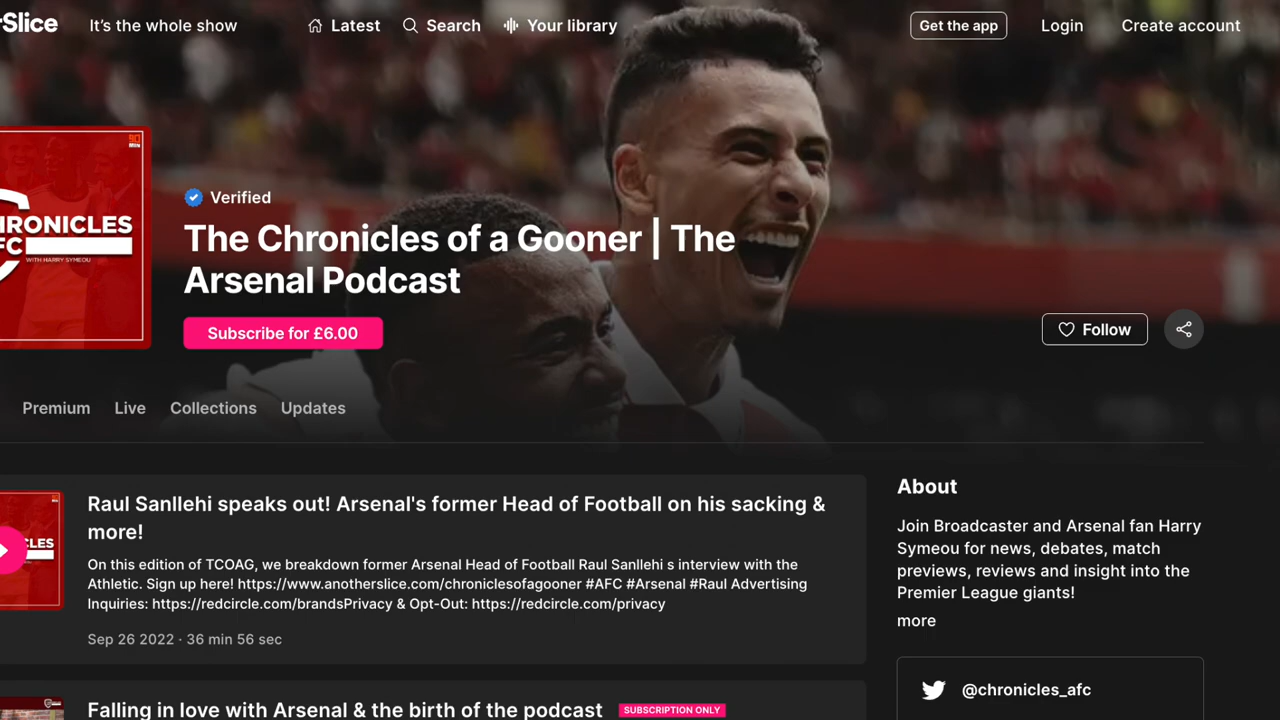 rSlice
It's the whole show
Latest
Search
Your library
Get the app
Login
Create account
90
Min
Verified
The Chronicles of a Gooner | The
Arsenal Podcast
HRONICLES
FC
WITH HARRY SYMEOU
Subscribe for £6.00
Follow
Premium
Live
Collections
Updates
Raul Sanllehi speaks out! Arsenal's former Head of Football on his sacking &
more!
CLES
On this edition of TCOAG, we breakdown former Arsenal Head of Football Raul Sanllehi s interview with the
Athletic. Sign up here! https://www.anotherslice.com/chroniclesofagooner #AFC #Arsenal #Raul Advertising
Inquiries: https://redcircle.com/brandsPrivacy & Opt-Out: https://redcircle.com/privacy
Sep 26 2022 · 36 min 56 sec
Falling in love with Arsenal & the birth of the podcast
SUBSCRIPTION ONLY
About
Join Broadcaster and Arsenal fan Harry
Symeou for news, debates, match
previews, reviews and insight into the
Premier League giants!
more
@chronicles_afc